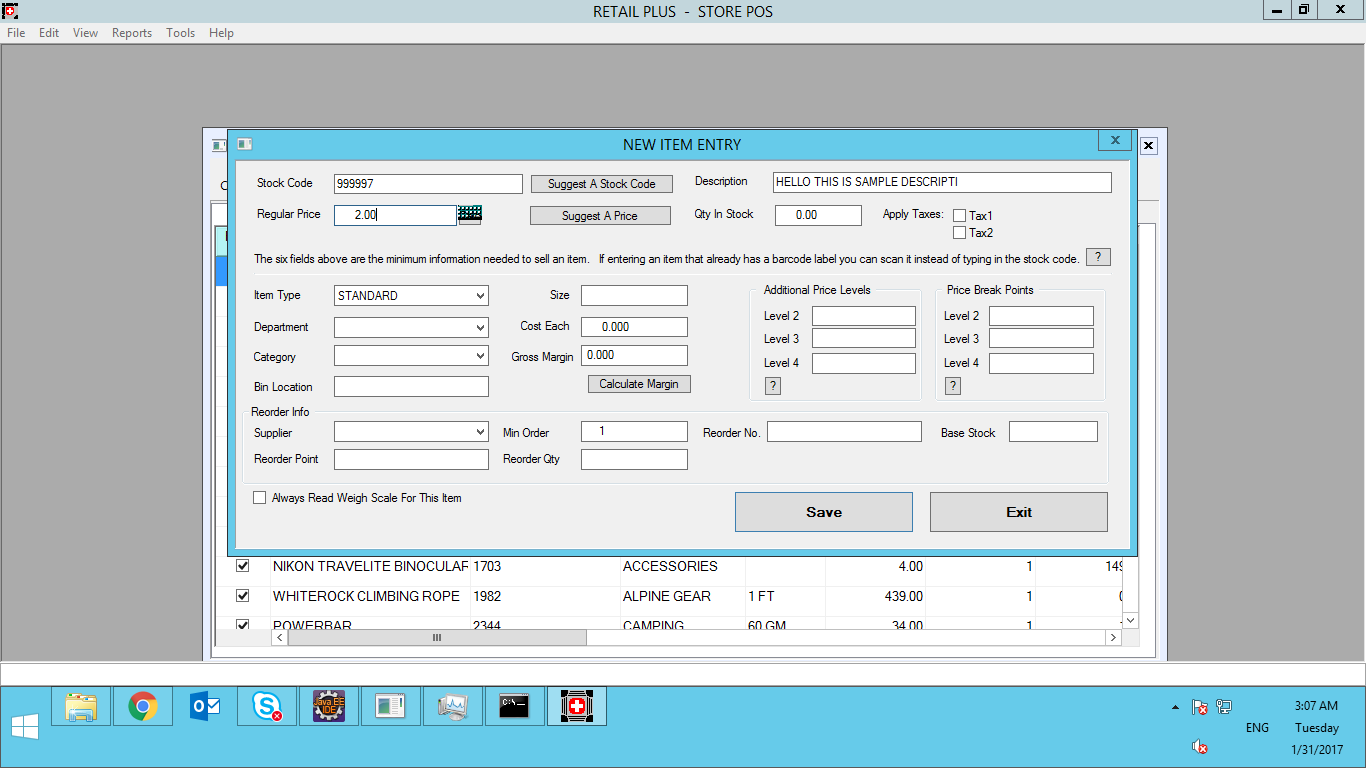 RETAIL PLUS - STORE POS
File Edit View Reports Tools Help
NEW ITEM ENTRY
Stock Code 999997 Suggest A Stock Code Description HELLO THIS IS SAMPLE DESCRIPTI
Regular Price 2.00 Suggest A Price Qty In Stock 0.00 Apply Taxes: Tax1
Tax2
The six fields above are the minimum information needed to sell an item. If entering an item that already has a barcode label you can scan it instead of typing in the stock code. ?
Item Type STANDARD Size Additional Price Levels Price Break Points
Level 2 Level 2
Department Cost Each 0.000
Level 3 Level 3
Category Gross Margin 0.000
Level 4 Level 4
Bin Location Calculate Margin ? ?
Reorder Info
Supplier Min Order 1 Reorder No. Base Stock
Reorder Point Reorder Qty
Always Read Weigh Scale For This Item
Save Exit
NIKON TRAVELITE BINOCULAR 1703 ACCESSORIES 4.00 1 149
WHITEROCK CLIMBING ROPE 1982 ALPINE GEAR 1 FT 439.00 1
POWERBAR 2344 CAMPING 60 GM 34.00 1
Java EE
IDE
C:\
3:07 AM
ENG Tuesday
1/31/2017